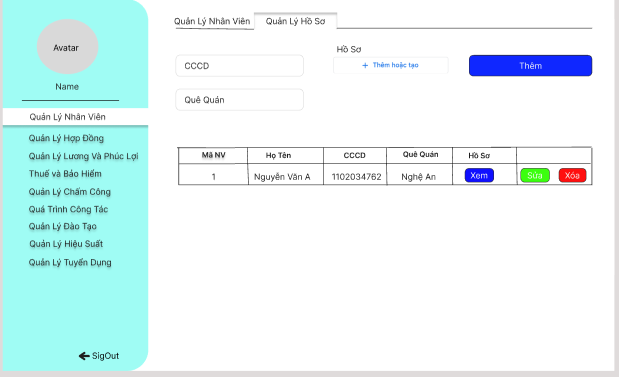 Avatar
Name
Quản Lý Nhân Viên
Quản Lý Hợp Đồng
Quản Lý Lương Và Phúc Lợi
Thuế và Bảo Hiểm
Quản Lý Chấm Công
Quá Trình Công Tác
Quản Lý Đào Tạo
Quản Lý Hiệu Suất
Quản Lý Tuyển Dụng
SigOut
Quản Lý Nhân Viên Quản Lý Hồ Sơ
CCCD
Quê Quán
Hồ Sơ
+ Thêm hoặc tạo
Thêm
Mã NV Họ Tên CCCD Quê Quán Hồ Sơ
1 Nguyễn Văn A 1102034762 Nghệ An Xem Sửa Xóa